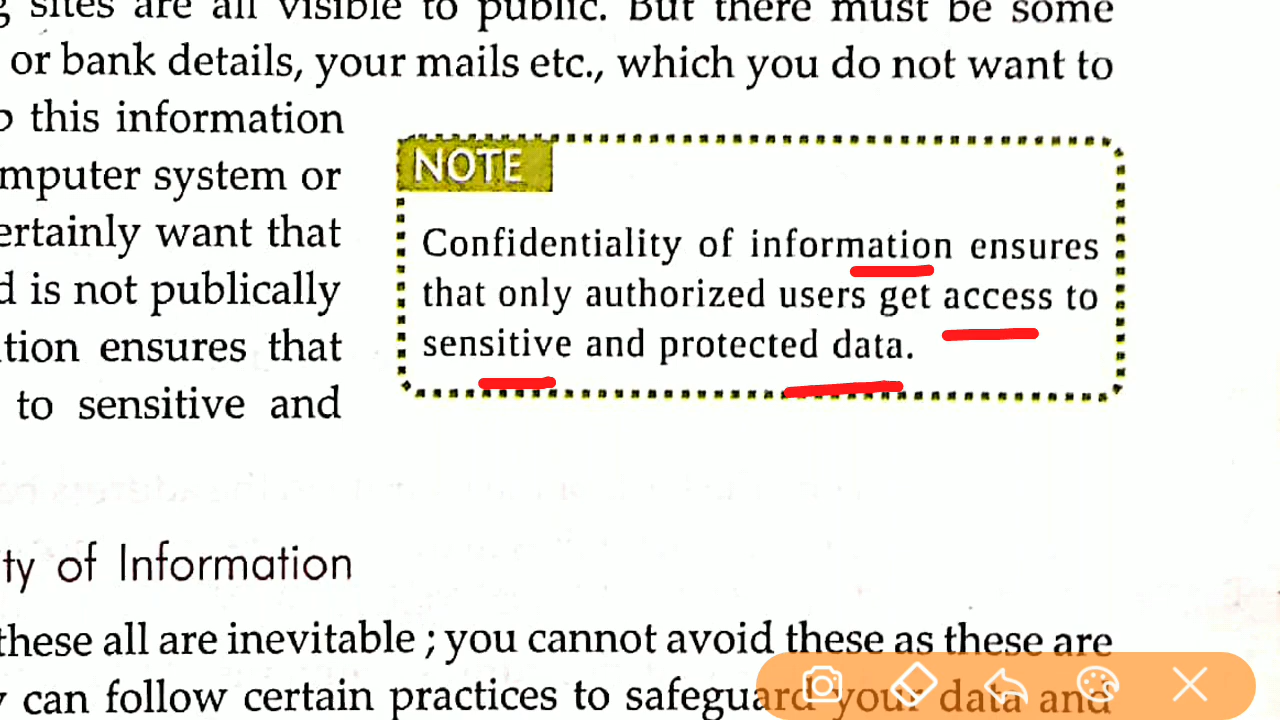 sites are all visible to public. But there must be some
or bank details, your mails etc., which you do not want to
this information
mputer system or
ertainly want that
d is not publically
tion ensures that
to sensitive and
NOTE
Confidentiality of information ensures
that only authorized users get access to
sensitive and protected data.
ty of Information
these all are inevitable ; you cannot avoid these as these are
can follow certain practices to safeguard your data and